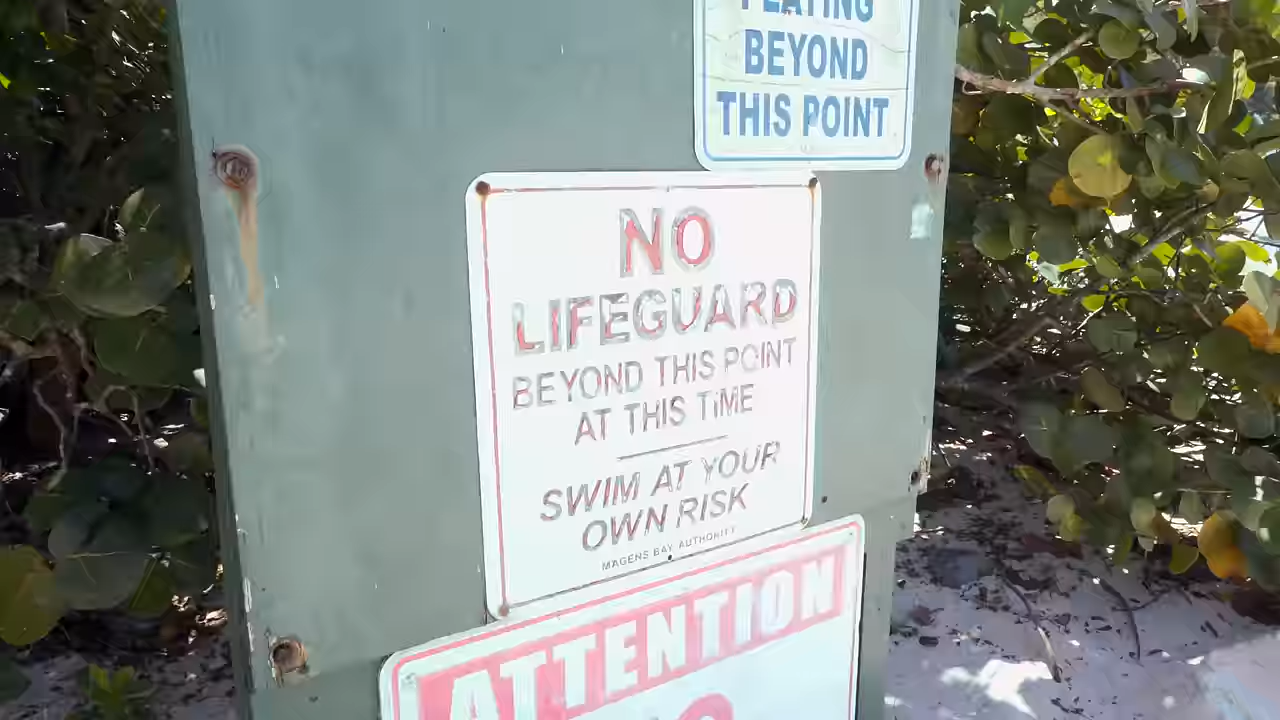 BEYOND
THIS POINT
NO
LIFEGUARD
BEYOND THIS POINT
AT THIS TIME
SWIM AT YOUR
OWN RISK
MAGENS BAY AUTHORITY
ATTENTION